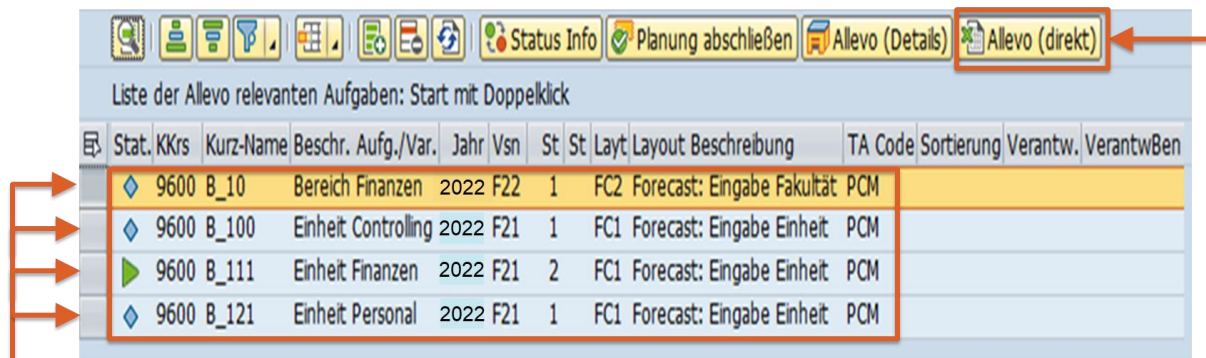 Status Info Planung abschließen Allevo (Details) Allevo (direkt)
Liste der Allevo relevanten Aufgaben: Start mit Doppelklick
Stat. KKrs Kurz-Name Beschr. Aufg./Var. Jahr Vsn St St Layt Layout Beschreibung TA Code Sortierung Verantw. VerantwBen
9600 B_10 Bereich Finanzen 2022 F22 1 FC2 Forecast: Eingabe Fakultät PCM
9600 B_100 Einheit Controlling 2022 F21 1 FC1 Forecast: Eingabe Einheit PCM
9600 B_111 Einheit Finanzen 2022 F21 2 FC1 Forecast: Eingabe Einheit PCM
9600 B_121 Einheit Personal 2022 F21 1 FC1 Forecast: Eingabe Einheit PCM